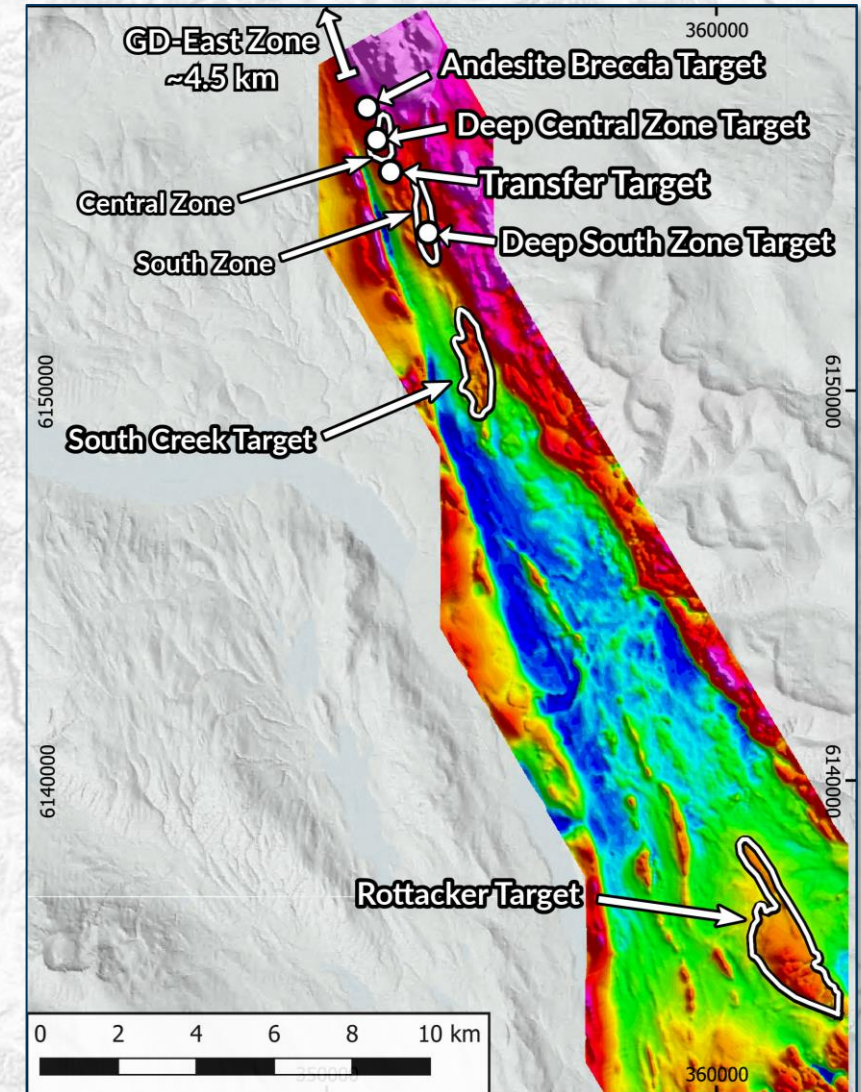 360000
GD-East Zone
~4.5 km
Andesite Breccia Target
Deep Central Zone Target
Transfer Target
Central Zone
Deep South Zone Target
South Zone
6150000
6150000
South Creek Target
6140000
6140000
Rottacker Target
0 2 4 6 8 10 km
350000
360000